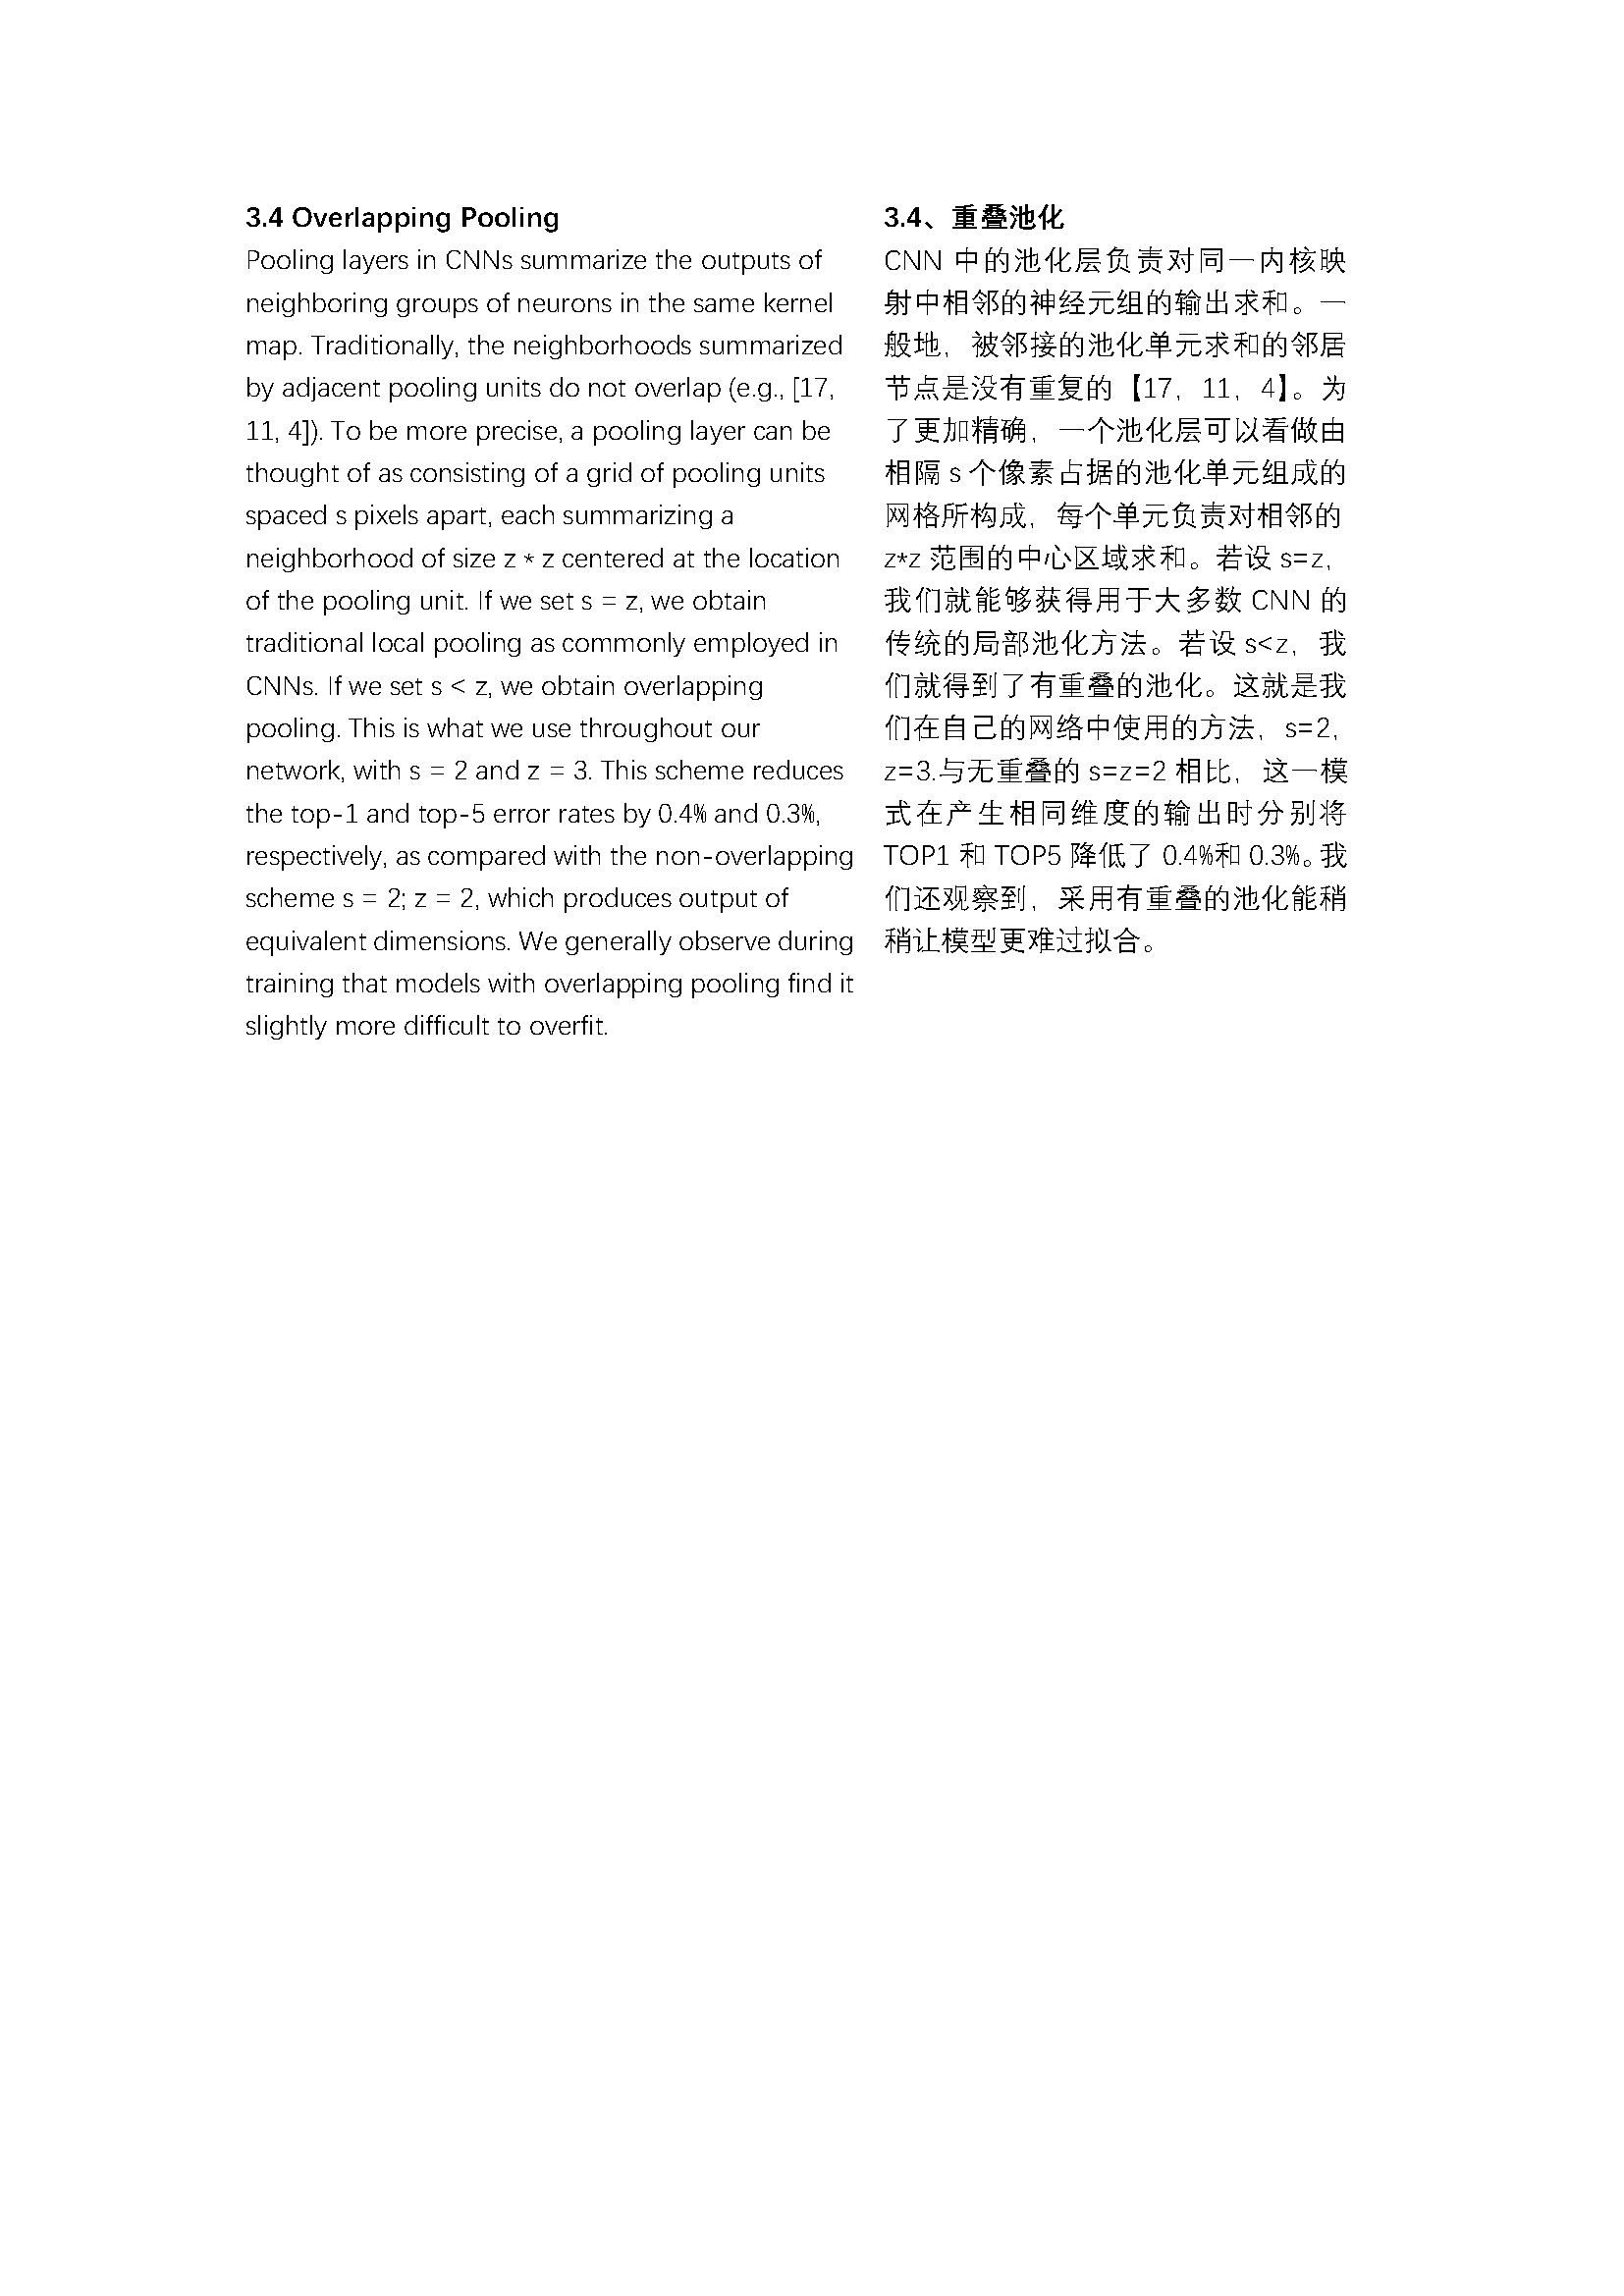 3.4 Overlapping Pooling
Pooling layers in CNNs summarize the outputs of
neighboring groups of neurons in the same kernel
map. Traditionally, the neighborhoods summarized
by adjacent pooling units do not overlap (e.g., [17,
11, 4]). To be more precise, a pooling layer can be
thought of as consisting of a grid of pooling units
spaced s pixels apart, each summarizing a
neighborhood of size z * z centered at the location
of the pooling unit. If we set s = z, we obtain
traditional local pooling as commonly employed in
CNNs. If we set s < z, we obtain overlapping
pooling. This is what we use throughout our
network, with s = 2 and z = 3. This scheme reduces
the top-1 and top-5 error rates by 0.4% and 0.3%,
respectively, as compared with the non-overlapping
scheme s = 2; z = 2, which produces output of
equivalent dimensions. We generally observe during
training that models with overlapping pooling find it
slightly more difficult to overfit.
3.4、重叠池化
CNN 中的池化层负责对同一内核映
射中相邻的神经元组的输出求和。一
般地，被邻接的池化单元求和的邻居
节点是没有重复的【17，11，4】。为
了更加精确，一个池化层可以看做由
相隔 s 个像素占据的池化单元组成的
网格所构成，每个单元负责对相邻的
z*z 范围的中心区域求和。若设 s=z，
我们就能够获得用于大多数 CNN 的
传统的局部池化方法。若设 s<z，我
们就得到了有重叠的池化。这就是我
们在自己的网络中使用的方法，s=2，
z=3.与无重叠的 s=z=2 相比，这一模
式在产生相同维度的输出时分别将
TOP1 和 TOP5 降低了 0.4%和 0.3%。我
们还观察到，采用有重叠的池化能稍
稍让模型更难过拟合。